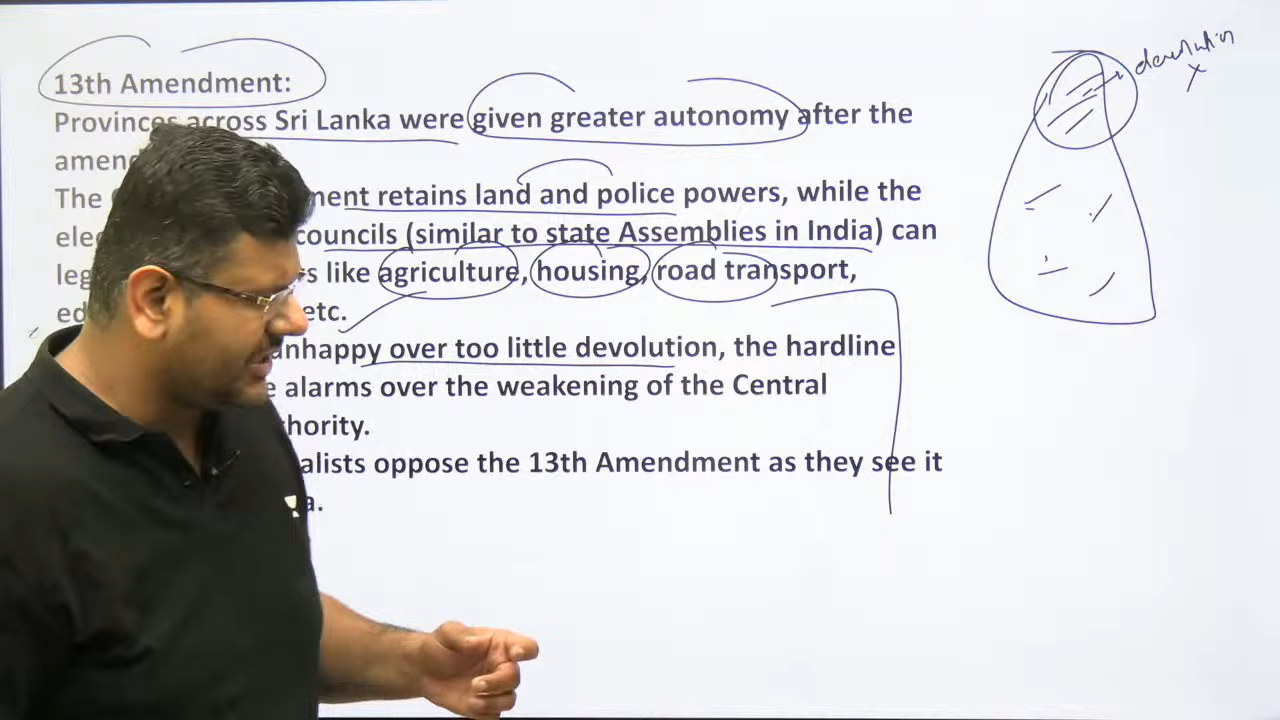 13th Amendment:
Provinces across Sri Lanka were given greater autonomy after the
amend
The ment retains land and police powers, while the
elec councils (similar to state Assemblies in India) can
leg s like agriculture, housing, road transport,
ed etc.
nhappy over too little devolution, the hardline
e alarms over the weakening of the Central
thority.
alists oppose the 13th Amendment as they see it
a.
devolution
x